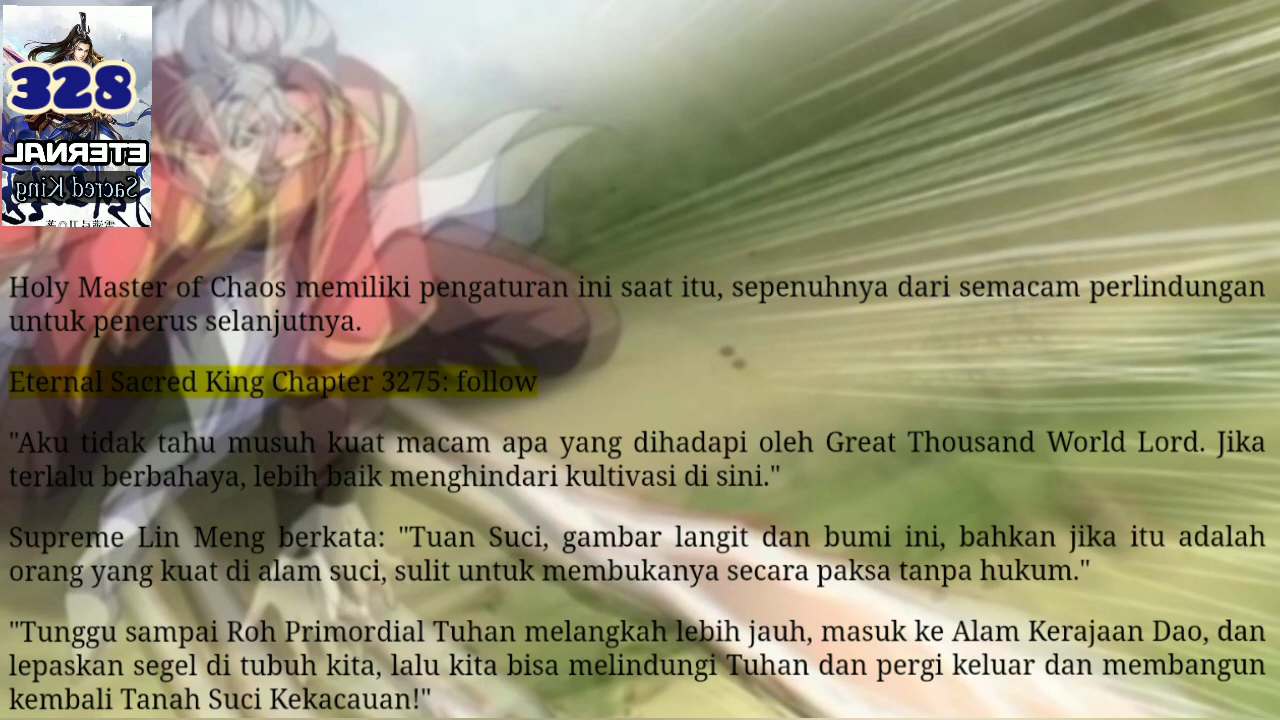 328
ETERNAL
Sacred King
Holy Master of Chaos memiliki pengaturan ini saat itu, sepenuhnya dari semacam perlindungan
untuk penerus selanjutnya.
Eternal Sacred King Chapter 3275: follow
"Aku tidak tahu musuh kuat macam apa yang dihadapi oleh Great Thousand World Lord. Jika
terlalu berbahaya, lebih baik menghindari kultivasi di sini."
Supreme Lin Meng berkata: "Tuan Suci, gambar langit dan bumi ini, bahkan jika itu adalah
orang yang kuat di alam suci, sulit untuk membukanya secara paksa tanpa hukum."
"Tunggu sampai Roh Primordial Tuhan melangkah lebih jauh, masuk ke Alam Kerajaan Dao, dan
lepaskan segel di tubuh kita, lalu kita bisa melindungi Tuhan dan pergi keluar dan membangun
kembali Tanah Suci Kekacauan!"